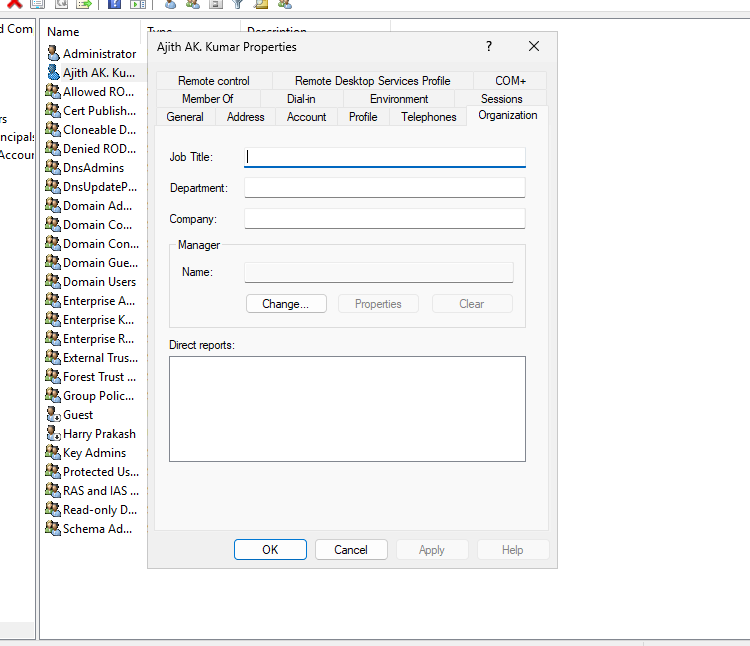 d Com
Name
Type
Description
Ajith AK. Kumar Properties
?
Administrator
Ajith AK. Ku...
Allowed RO...
Cert Publish...
Cloneable D...
Denied ROD...
DnsAdmins
DnsUpdateP...
Domain Ad...
Domain Co...
Domain Con...
Domain Gue...
Domain Users
Enterprise A...
Enterprise K...
Enterprise R...
External Trus...
Forest Trust ...
Group Polic...
Guest
Harry Prakash
Key Admins
Protected Us...
RAS and IAS ...
Read-only D...
Schema Ad...
rs
ncipals
Accour
Remote control Remote Desktop Services Profile COM+
Member Of Dial-in Environment Sessions
General Address Account Profile Telephones Organization
Job Title:
Department:
Company:
Manager
Name:
Change... Properties Clear
Direct reports:
OK Cancel Apply Help